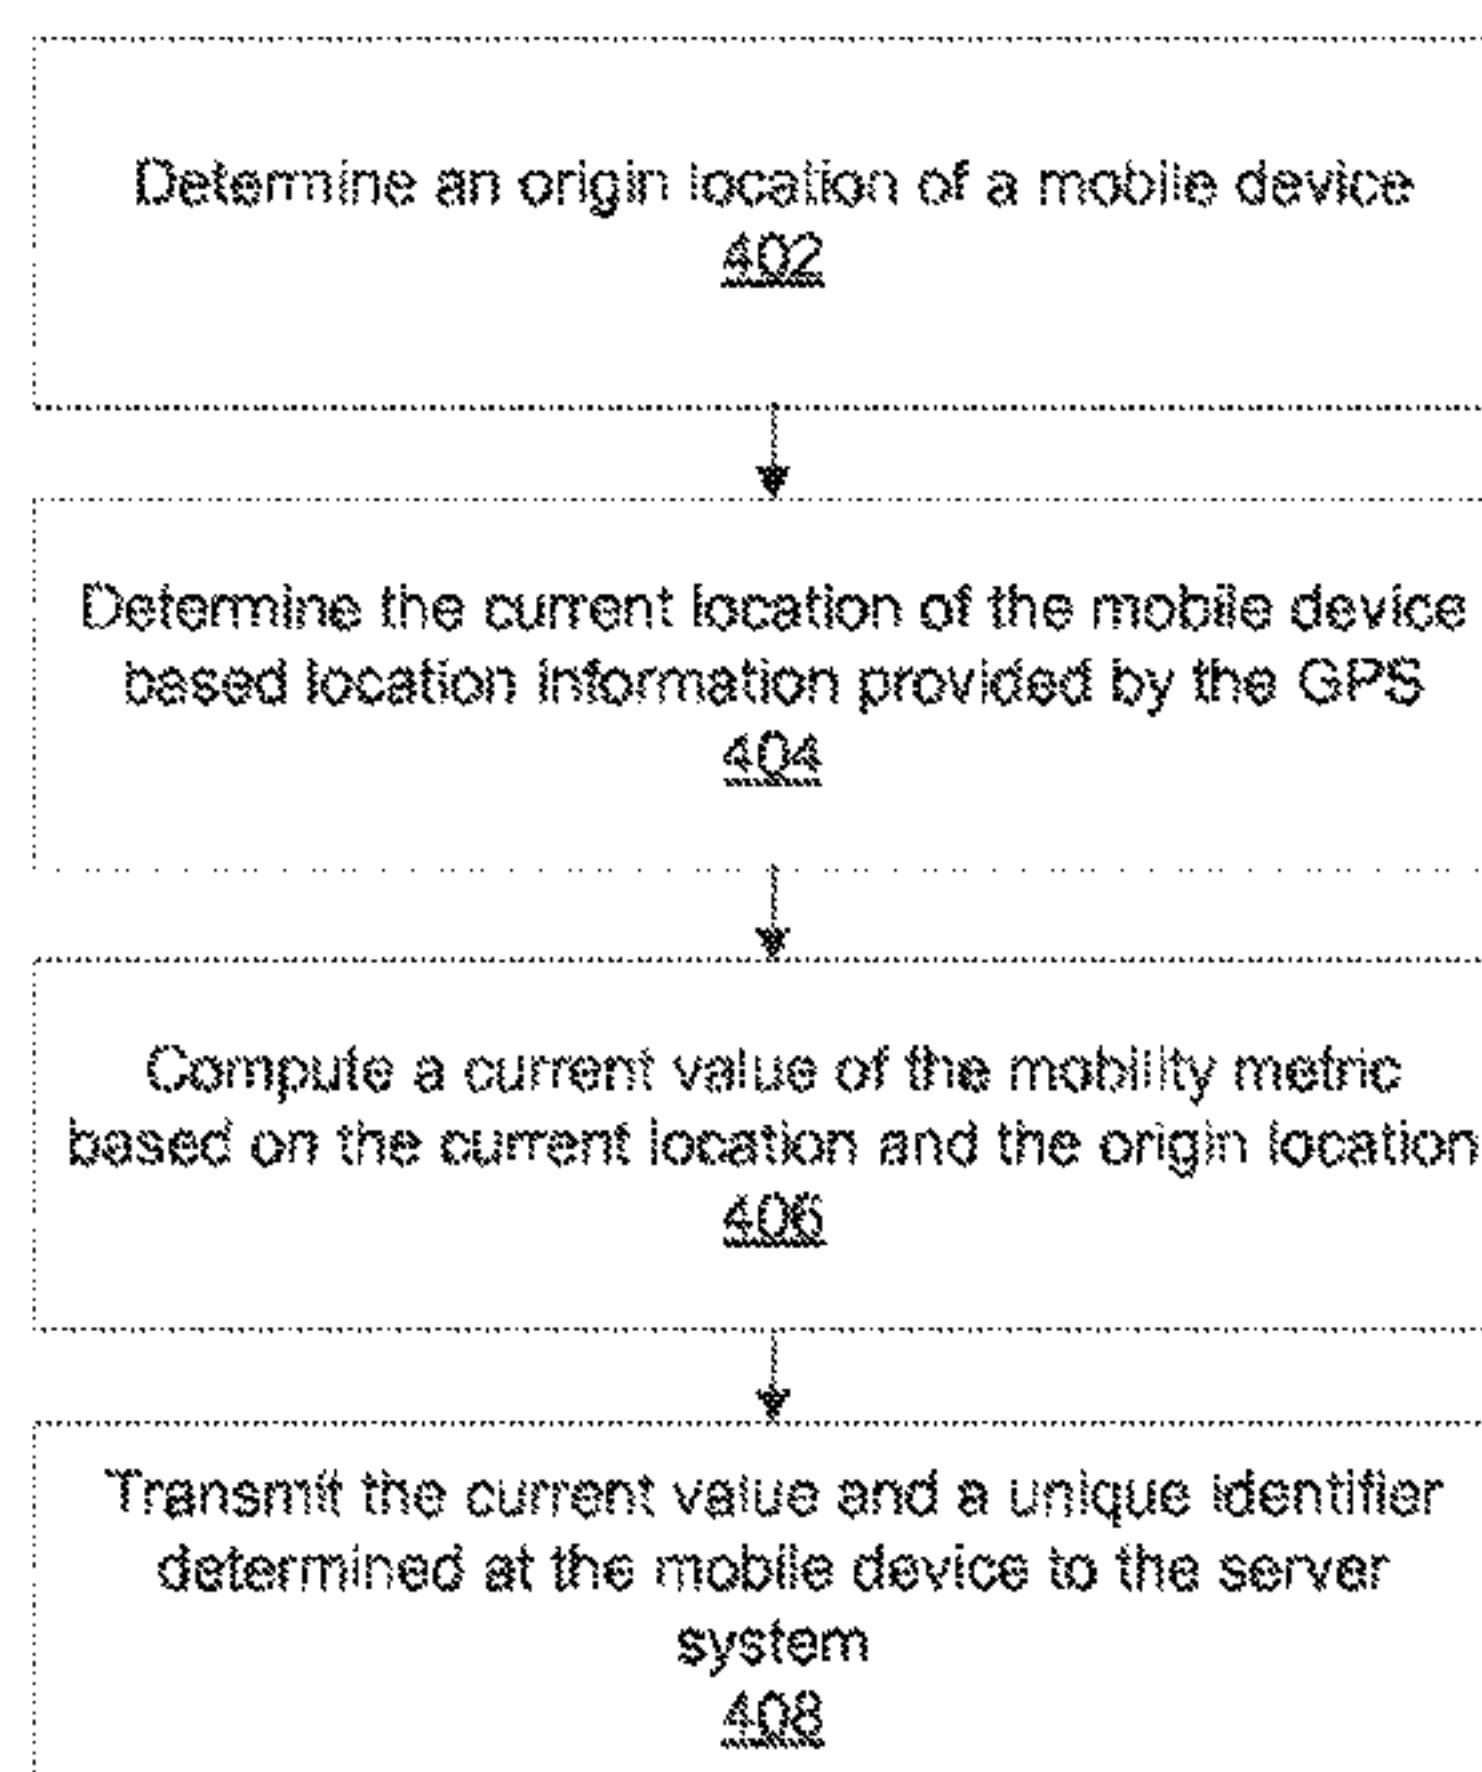 Determine an origin location of a mobile device
402
Determine the current location of the mobile device
based location information provided by the GPS
404
Compute a current value of the mobility metric
based on the current location and the origin location
406
Transmit the current value and a unique identifier
determined at the mobile device to the server
system
408